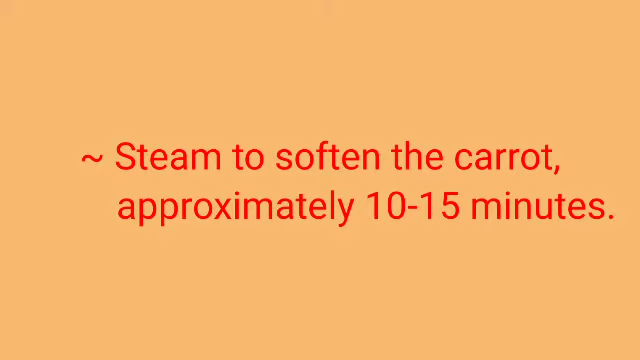 ~ Steam to soften the carrot,
approximately 10-15 minutes.